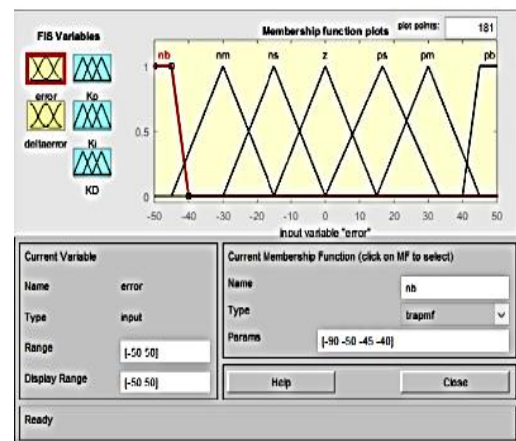 FIS Variables
Membership function plots
plot points:
181
error
Kp
deltaerror
Ki
KD
nb
nm
ns
z
ps
pm
pb
1
0.5
0
-50
-40
-30
-20
-10
0
10
20
30
40
50
input variable "error"
Current Variable
Name
error
Type
input
Range
[-50 50]
Display Range
[-50 50]
Current Membership Function (click on MF to select)
Name
nb
Type
trapmf
Params
[-90 -50 -45 -40]
Help
Close
Ready